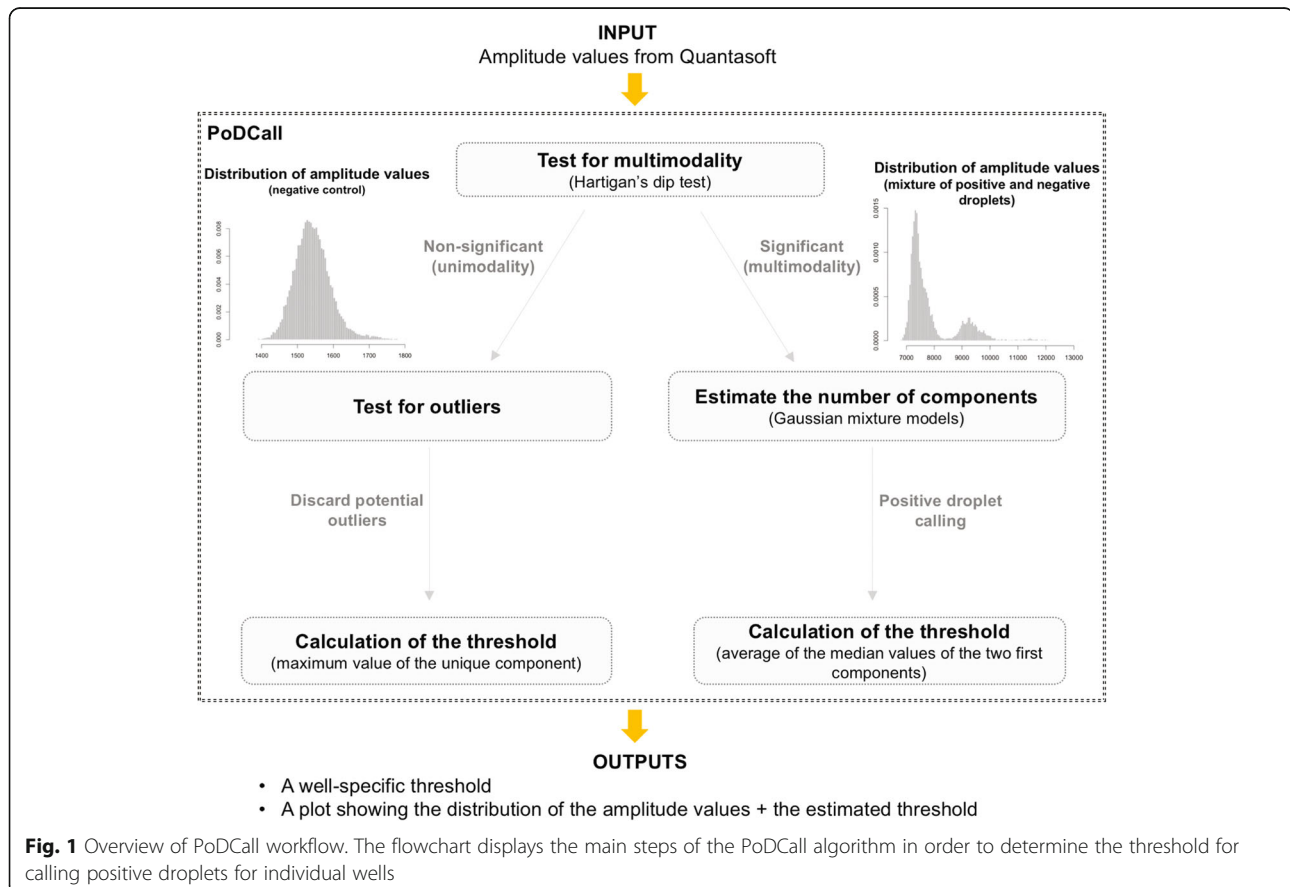 INPUT
Amplitude values from Quantasoft
PoDCall
Test for multimodality
(Hartigan's dip test)
Distribution of amplitude values
(negative control)
0.008
0.006
0.004
0.002
0.000
1400 1500 1600 1700 1800
Distribution of amplitude values
(mixture of positive and negative
droplets)
0.0015
0.0010
0.0005
0.0000
7000 8000 9000 10000 11000 12000 13000
Non-significant
(unimodality)
Significant
(multimodality)
Test for outliers
Estimate the number of components
(Gaussian mixture models)
Discard potential
outliers
Positive droplet
calling
Calculation of the threshold
(maximum value of the unique component)
Calculation of the threshold
(average of the median values of the two first
components)
OUTPUTS
• A well-specific threshold
• A plot showing the distribution of the amplitude values + the estimated threshold
Fig. 1 Overview of PoDCall workflow. The flowchart displays the main steps of the PoDCall algorithm in order to determine the threshold for
calling positive droplets for individual wells